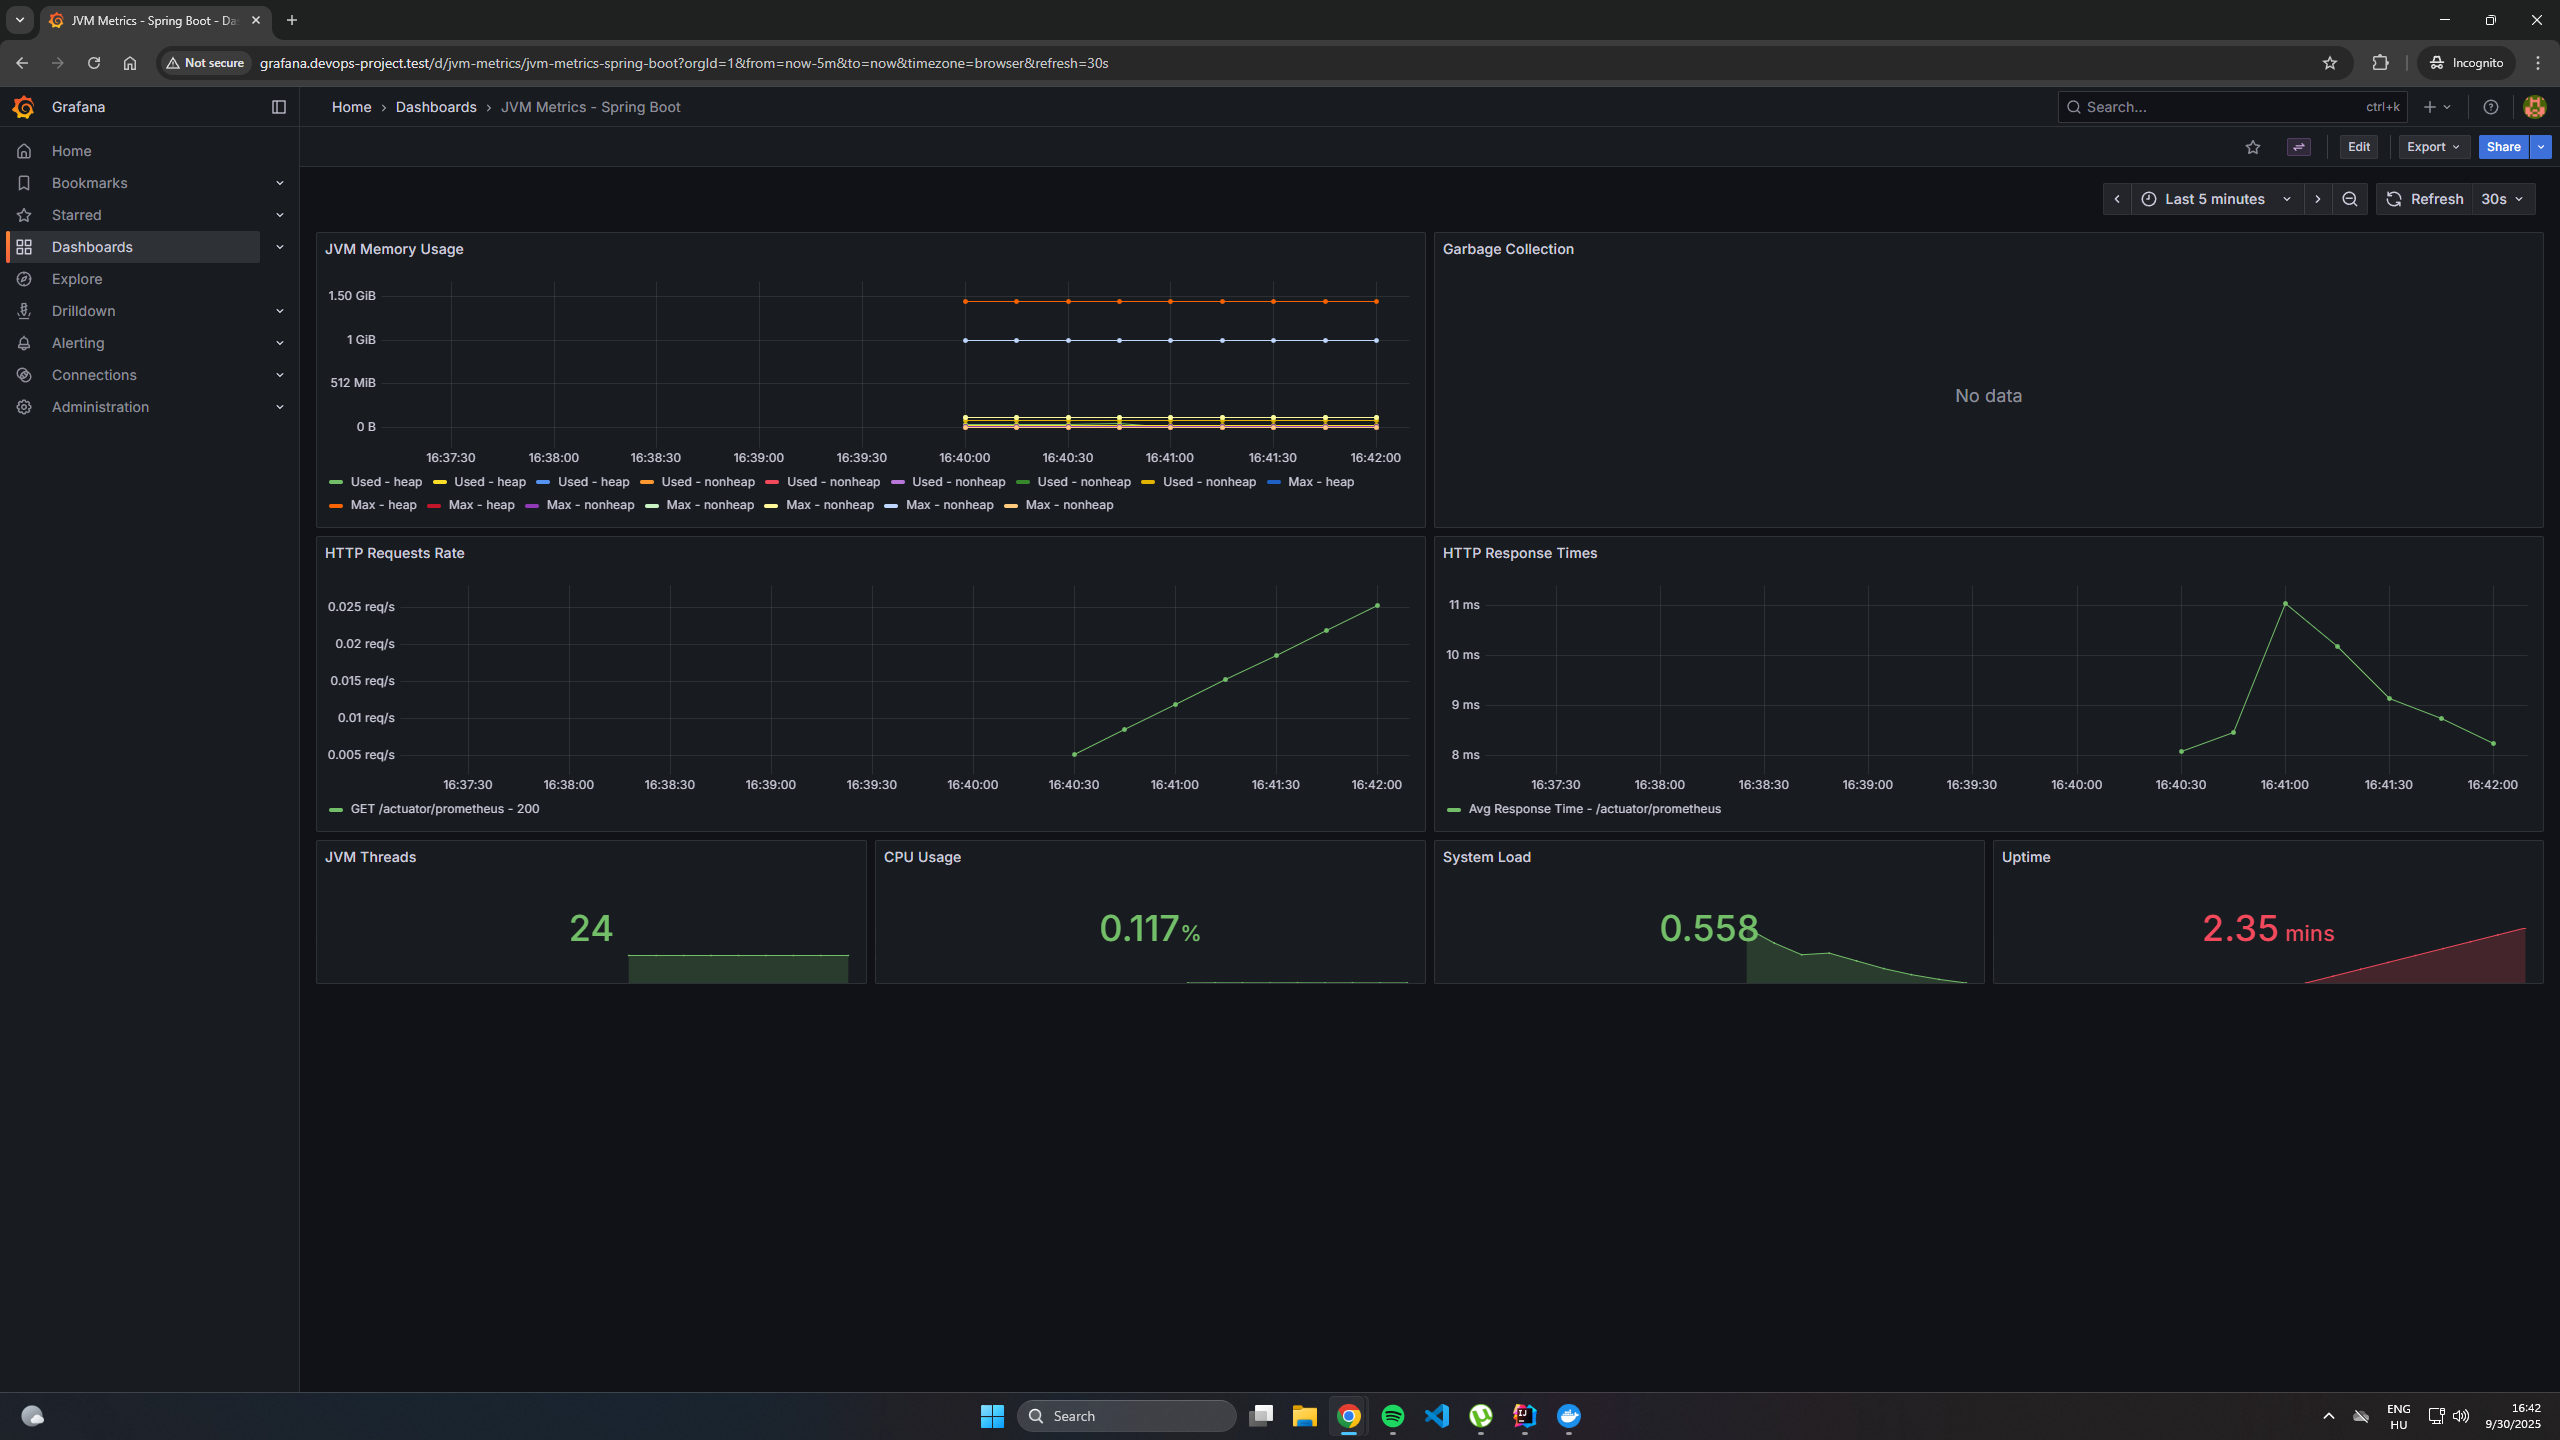 JVM Metrics - Spring Boot - Da
Not secure
grafana.devops-project.test/d/jvm-metrics/jvm-metrics-spring-boot?orgId=1&from=now-5m&to=now&timezone=browser&refresh=30s
Incognito
Grafana
Home › Dashboards › JVM Metrics - Spring Boot
Search...
ctrl+k
Home
Bookmarks
Starred
Dashboards
Explore
Drilldown
Alerting
Connections
Administration
Edit
Export
Share
Last 5 minutes
Refresh
30s
JVM Memory Usage
1.50 GiB
1 GiB
512 MiB
0 B
16:37:30 16:38:00 16:38:30 16:39:00 16:39:30 16:40:00 16:40:30 16:41:00 16:41:30 16:42:00
Used - heap Used - heap Used - heap Used - nonheap Used - nonheap Used - nonheap Used - nonheap Used - nonheap Max - heap
Max - heap Max - heap Max - nonheap Max - nonheap Max - nonheap Max - nonheap Max - nonheap
Garbage Collection
No data
HTTP Requests Rate
0.025 req/s
0.02 req/s
0.015 req/s
0.01 req/s
0.005 req/s
16:37:30 16:38:00 16:38:30 16:39:00 16:39:30 16:40:00 16:40:30 16:41:00 16:41:30 16:42:00
GET /actuator/prometheus - 200
HTTP Response Times
11 ms
10 ms
9 ms
8 ms
16:37:30 16:38:00 16:38:30 16:39:00 16:39:30 16:40:00 16:40:30 16:41:00 16:41:30 16:42:00
Avg Response Time - /actuator/prometheus
JVM Threads
24
CPU Usage
0.117%
System Load
0.558
Uptime
2.35 mins
Search
ENG
HU
16:42
9/30/2025